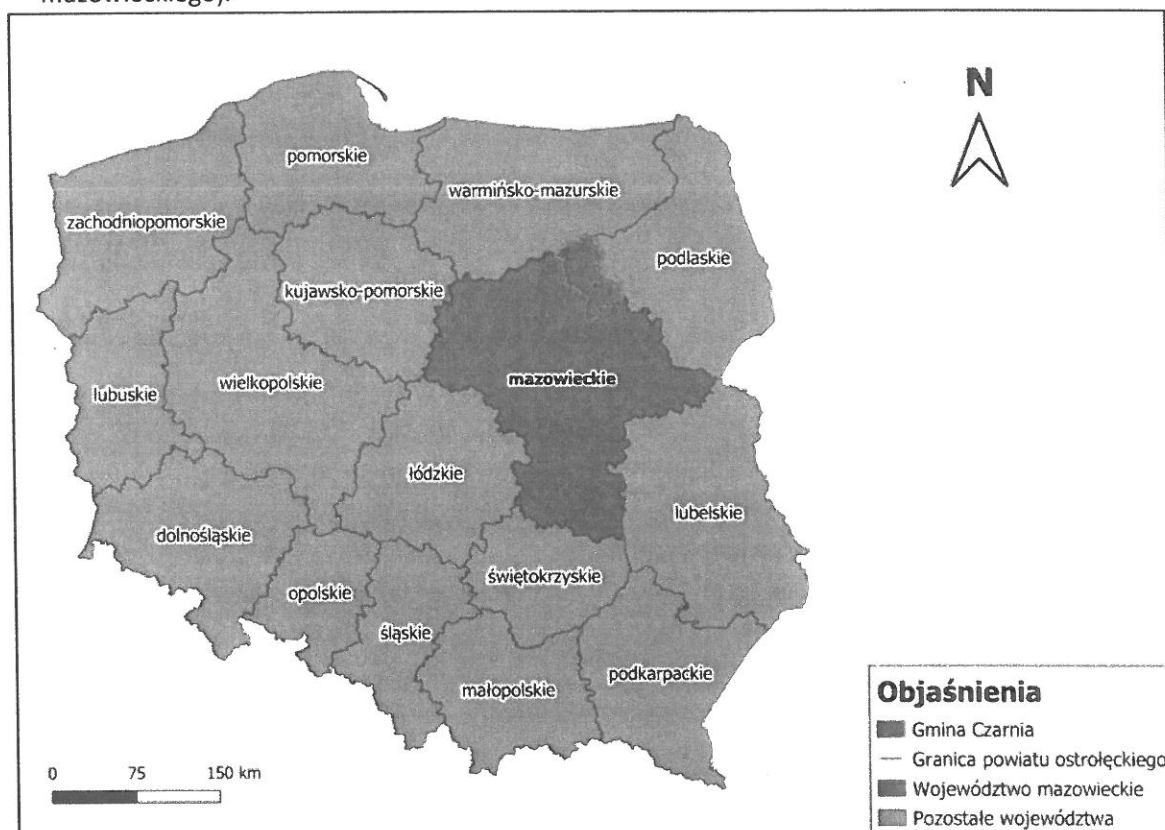 mazowieckiego).
N
pomorskie
warmińsko-mazurskie
zachodniopomorskie
podlaskie
kujawsko-pomorskie
mazowieckie
wielkopolskie
lubuskie
łódzkie
lubelskie
dolnośląskie
świętokrzyskie
opolskie
śląskie
podkarpackie
małopolskie
Objaśnienia
Gmina Czarnia
Granica powiatu ostrołęckiego
Województwo mazowieckie
Pozostałe województwa
0 75 150 km